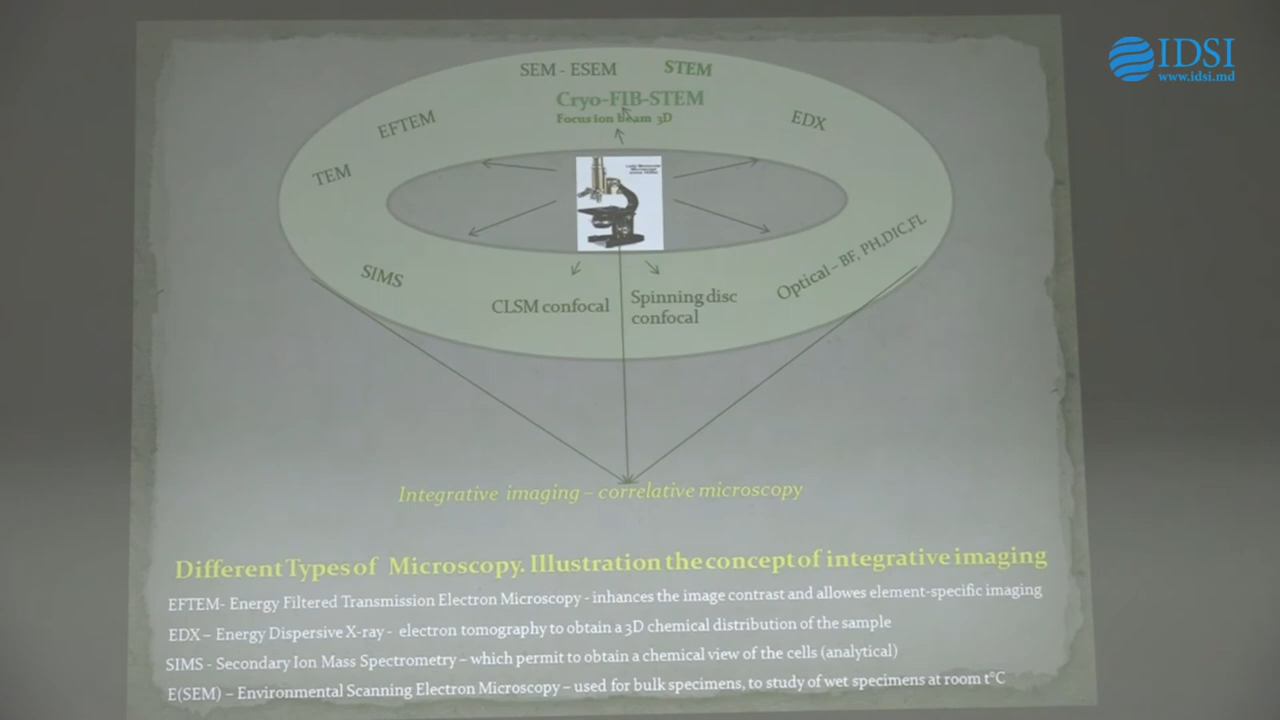 IDSI
www.idsi.md
SEM - ESEM
STEM
Cryo-FIB-STEM
Focus ion beam 3D
EFTEM
EDX
TEM
SIMS
CLSM confocal
Spinning disc
confocal
Optical – BF, PH,DIC,FL
Integrative imaging – correlative microscopy
Different Types of Microscopy. Illustration the concept of integrative imaging
EFTEM- Energy Filtered Transmission Electron Microscopy - inhances the image contrast and allowes element-specific imaging
EDX – Energy Dispersive X-ray - electron tomography to obtain a 3D chemical distribution of the sample
SIMS - Secondary Ion Mass Spectrometry – which permit to obtain a chemical view of the cells (analytical)
E(SEM) – Environmental Scanning Electron Microscopy – used for bulk specimens, to study of wet specimens at room t°C